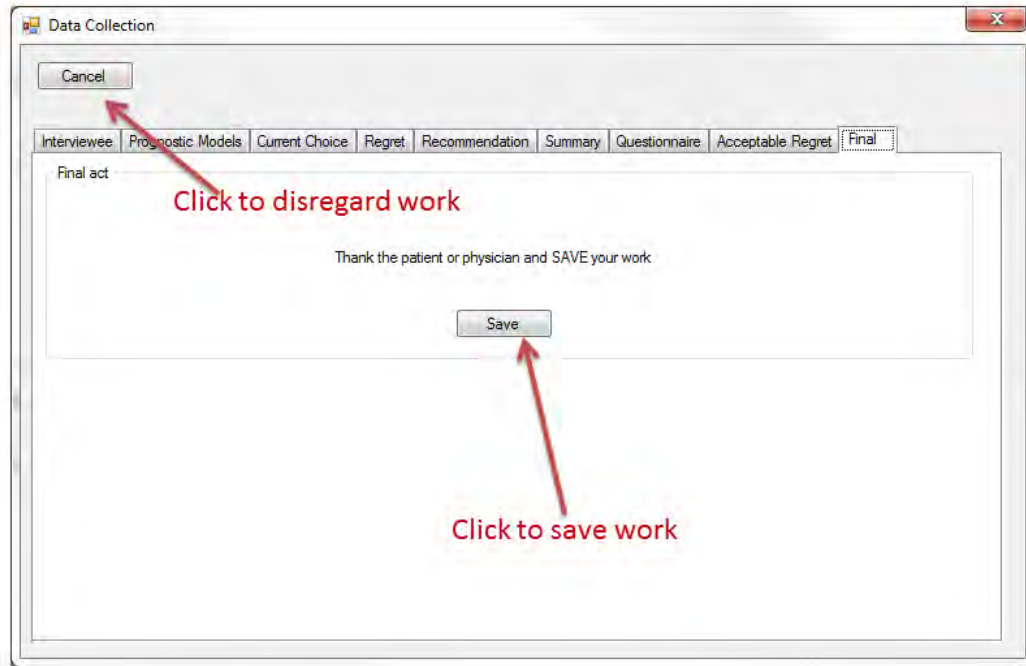 Data Collection
Cancel
Interviewee Prognostic Models Current Choice Regret Recommendation Summary Questionnaire Acceptable Regret Final
Final act
Click to disregard work
Thank the patient or physician and SAVE your work
Save
Click to save work